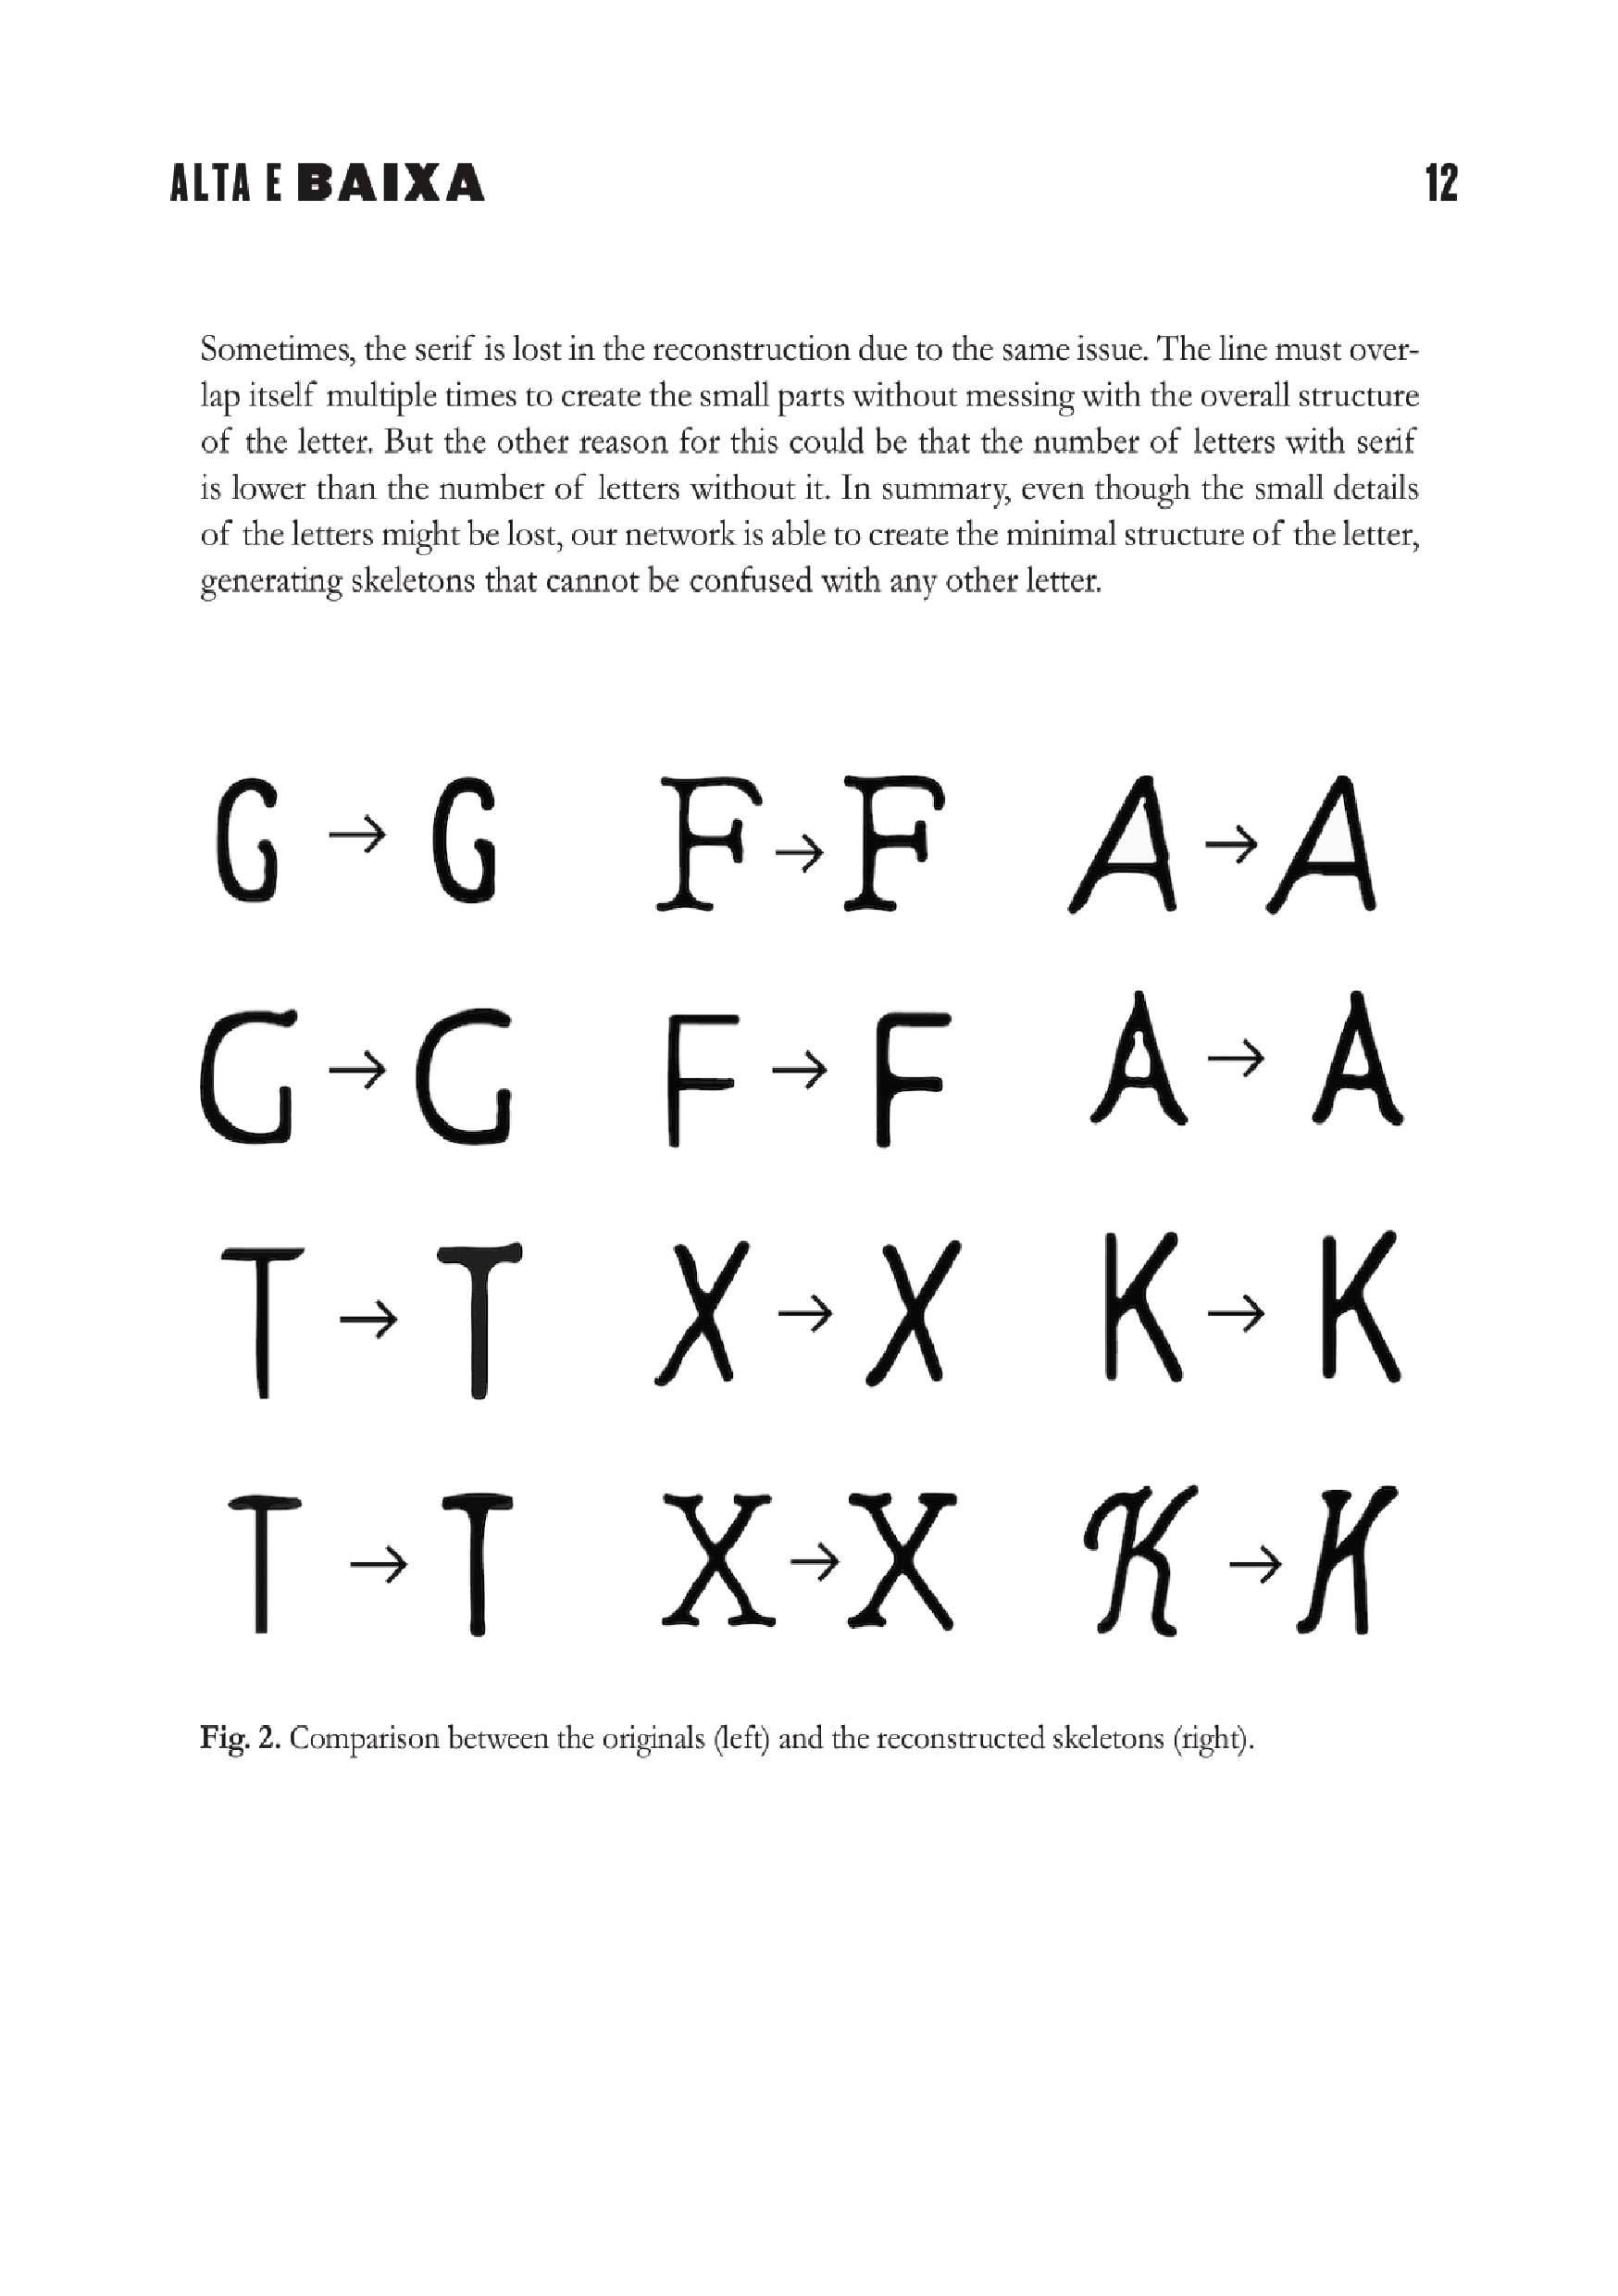 ALTA E BAIXA 12
Sometimes, the serif is lost in the reconstruction due to the same issue. The line must over-
lap itself multiple times to create the small parts without messing with the overall structure
of the letter. But the other reason for this could be that the number of letters with serif
is lower than the number of letters without it. In summary, even though the small details
of the letters might be lost, our network is able to create the minimal structure of the letter,
generating skeletons that cannot be confused with any other letter.
G → G F → F A → A
G → G F → F A → A
T → T X → X K → K
T → T X → X K → K
Fig. 2. Comparison between the originals (left) and the reconstructed skeletons (right).